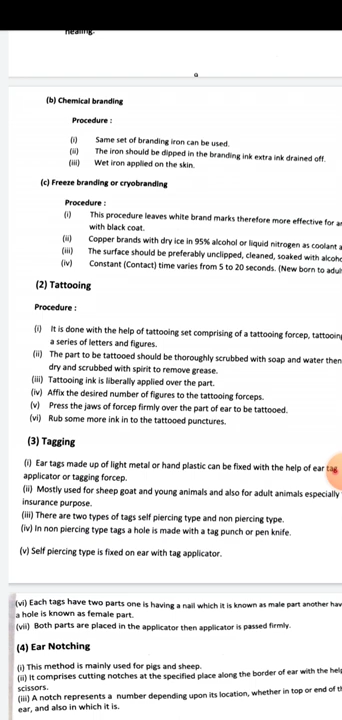 healing.
(b) Chemical branding
Procedure :
(i) Same set of branding iron can be used.
(ii) The iron should be dipped in the branding ink extra ink drained off.
(iii) Wet iron applied on the skin.
(c) Freeze branding or cryobranding
Procedure :
(i) This procedure leaves white brand marks therefore more effective for
with black coat.
(ii) Copper brands with dry ice in 95% alcohol or liquid nitrogen as coolant
(iii) The surface should be preferably unclipped, cleaned, soaked with
(iv) Constant (Contact) time varies from 5 to 20 seconds. (New born to
(2) Tattooing
Procedure :
(i) It is done with the help of tattooing set comprising of a tattooing forcep,
a series of letters and figures.
(ii) The part to be tattooed should be thoroughly scrubbed with soap and water then
dry and scrubbed with spirit to remove grease.
(iii) Tattooing ink is liberally applied over the part.
(iv) Affix the desired number of figures to the tattooing forceps.
(v) Press the jaws of forcep firmly over the part of ear to be tattooed.
(vi) Rub some more ink in to the tattooed punctures.
(3) Tagging
(i) Ear tags made up of light metal or hand plastic can be fixed with the help of ear tag
applicator or tagging forcep.
(ii) Mostly used for sheep goat and young animals and also for adult animals especially
insurance purpose.
(iii) There are two types of tags self piercing type and non piercing type.
(iv) In non piercing type tags a hole is made with a tag punch or pen knife.
(v) Self piercing type is fixed on ear with tag applicator.
(vi) Each tags have two parts one is having a nail which it is known as male part another
a hole is known as female part.
(vii) Both parts are placed in the applicator then applicator is passed firmly.
(4) Ear Notching
(i) This method is mainly used for pigs and sheep.
(ii) It comprises cutting notches at the specified place along the border of ear with the
scissors.
(iii) A notch represents a number depending upon its location, whether in top or end of
ear, and also in which it is.